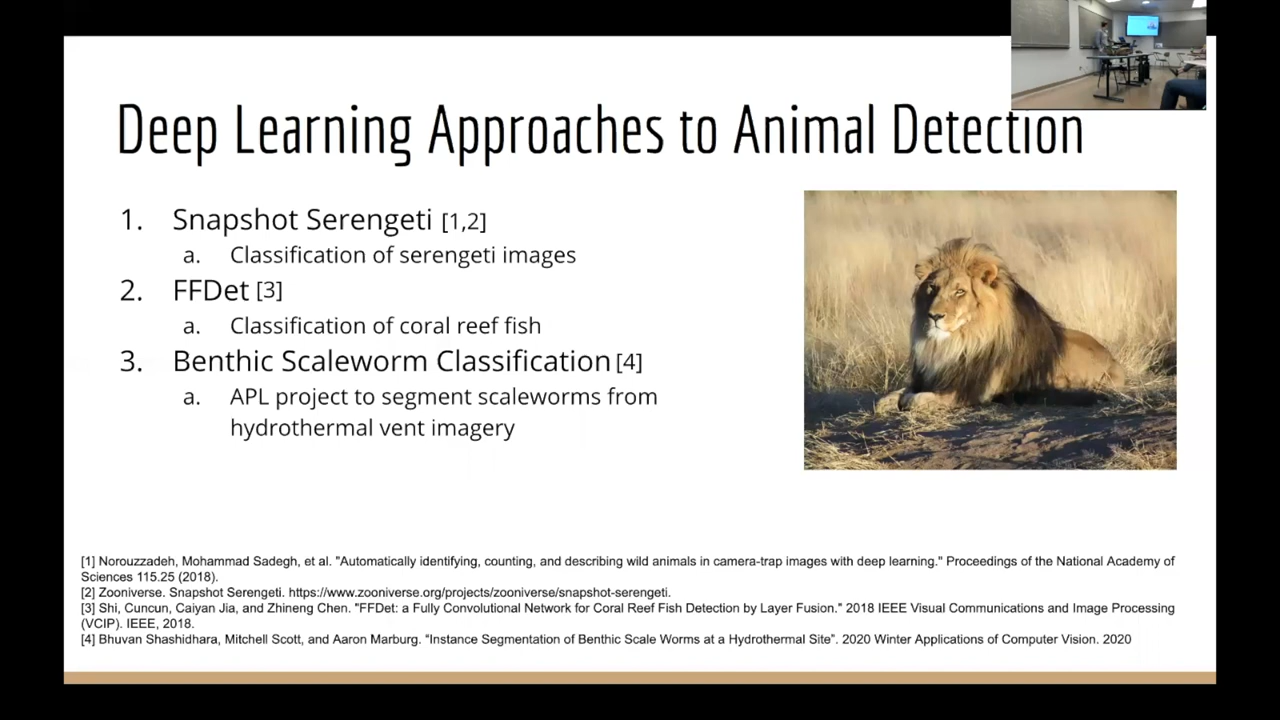 Deep Learning Approaches to Animal Detection
1. Snapshot Serengeti [1,2]
a. Classification of serengeti images
2. FFDet [3]
a. Classification of coral reef fish
3. Benthic Scaleworm Classification [4]
a. APL project to segment scaleworms from
hydrothermal vent imagery
[1] Norouzzadeh, Mohammad Sadegh, et al. "Automatically identifying, counting, and describing wild animals in camera-trap images with deep learning." Proceedings of the National Academy of
Sciences 115.25 (2018).
[2] Zooniverse. Snapshot Serengeti. https://www.zooniverse.org/projects/zooniverse/snapshot-serengeti.
[3] Shi, Cuncun, Caiyan Jia, and Zhineng Chen. "FFDet: a Fully Convolutional Network for Coral Reef Fish Detection by Layer Fusion." 2018 IEEE Visual Communications and Image Processing
(VCIP). IEEE, 2018.
[4] Bhuvan Shashidhara, Mitchell Scott, and Aaron Marburg. “Instance Segmentation of Benthic Scale Worms at a Hydrothermal Site”. 2020 Winter Applications of Computer Vision. 2020